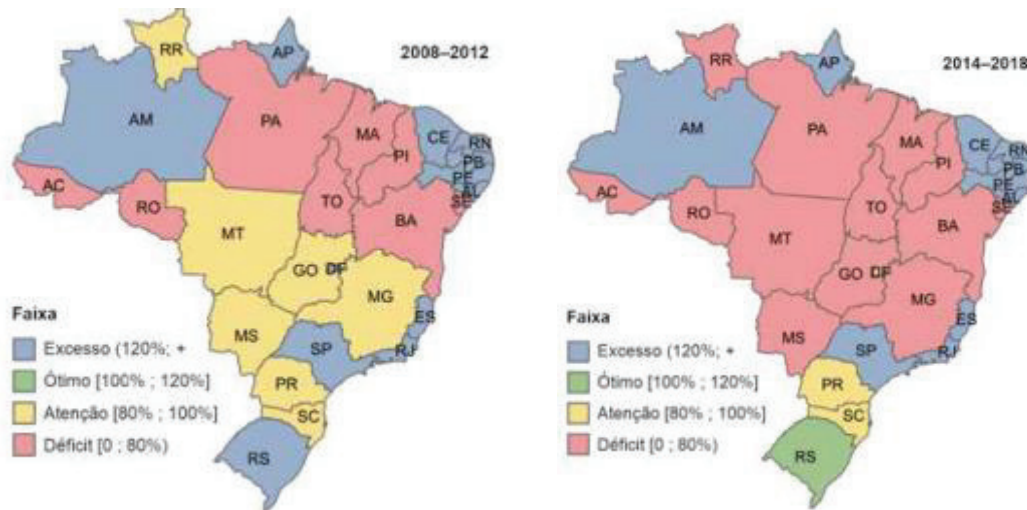 2008–2012
RR
AP
AM
PA
MA
CE
RN
PI
PB
PE
AL
AC
RO
TO
BA
MT
GO
DF
MG
ES
MS
SP
RJ
PR
SC
RS
Faixa
Excesso (120%; +
Ótimo [100% ; 120%]
Atenção [80% ; 100%]
Déficit [0 ; 80%)
2014–2018
RR
AP
AM
PA
MA
CE
RN
PI
PB
PE
AL
SE
AC
RO
TO
BA
MT
GO
DF
MG
ES
MS
SP
RJ
PR
SC
RS
Faixa
Excesso (120%; +
Ótimo [100% ; 120%]
Atenção [80% ; 100%]
Déficit [0 ; 80%)